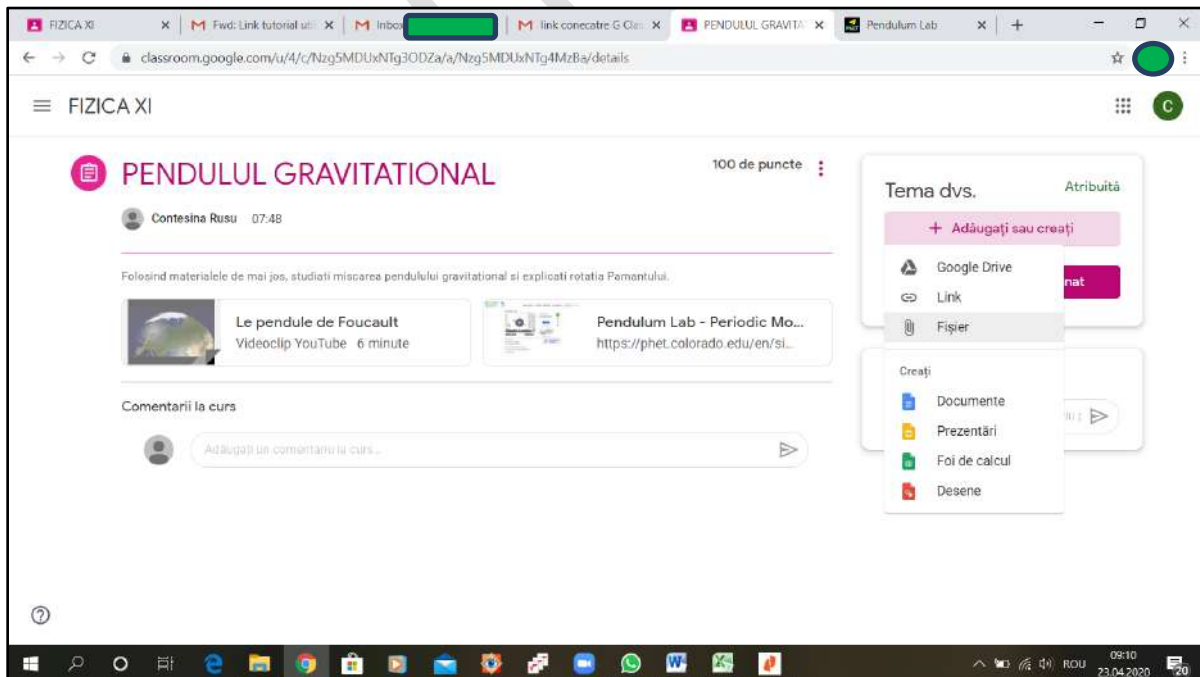 FIZICA XI
Fwd: Link tutorial uti
Inbox
link conecatre G Cla
PENDULUL GRAVITA
Pendulum Lab
classroom.google.com/u/4/c/Nzg5MDUxNTg3ODZa/a/Nzg5MDUxNTg4MzBa/details
FIZICA XI
C
PENDULUL GRAVITATIONAL
100 de puncte
Contesina Rusu 07:48
Folosind materialele de mai jos, studiati miscarea pendulului gravitational si explicati rotatia Pamantului.
Le pendule de Foucault
Videoclip YouTube 6 minute
Pendulum Lab - Periodic Mo...
https://phet.colorado.edu/en/si...
Comentarii la curs
Adăugați un comentariu la curs...
Tema dvs. Atribuită
+ Adăugați sau creați
Google Drive
Link
nat
Fișier
Creați
Documente
Prezentări
Foi de calcul
Desene
ROU
09:10
23.04.2020
20